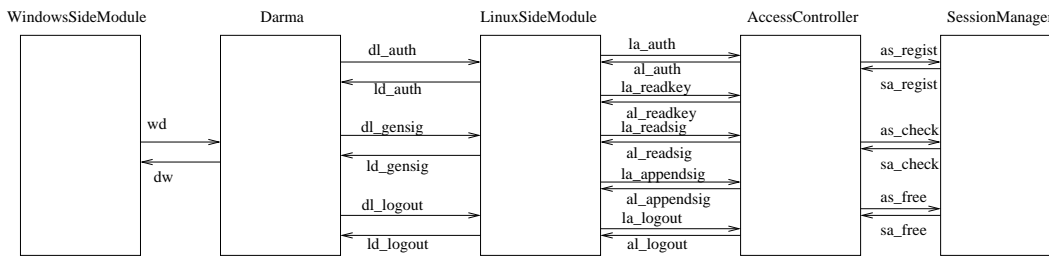 WindowsSideModule
Darma
LinuxSideModule
AccessController
SessionManager
wd
dw
dl_auth
ld_auth
dl_gensig
ld_gensig
dl_logout
ld_logout
la_auth
al_auth
la_readkey
al_readkey
la_readsig
al_readsig
la_appendsig
al_appendsig
la_logout
al_logout
as_regist
sa_regist
as_check
sa_check
as_free
sa_free